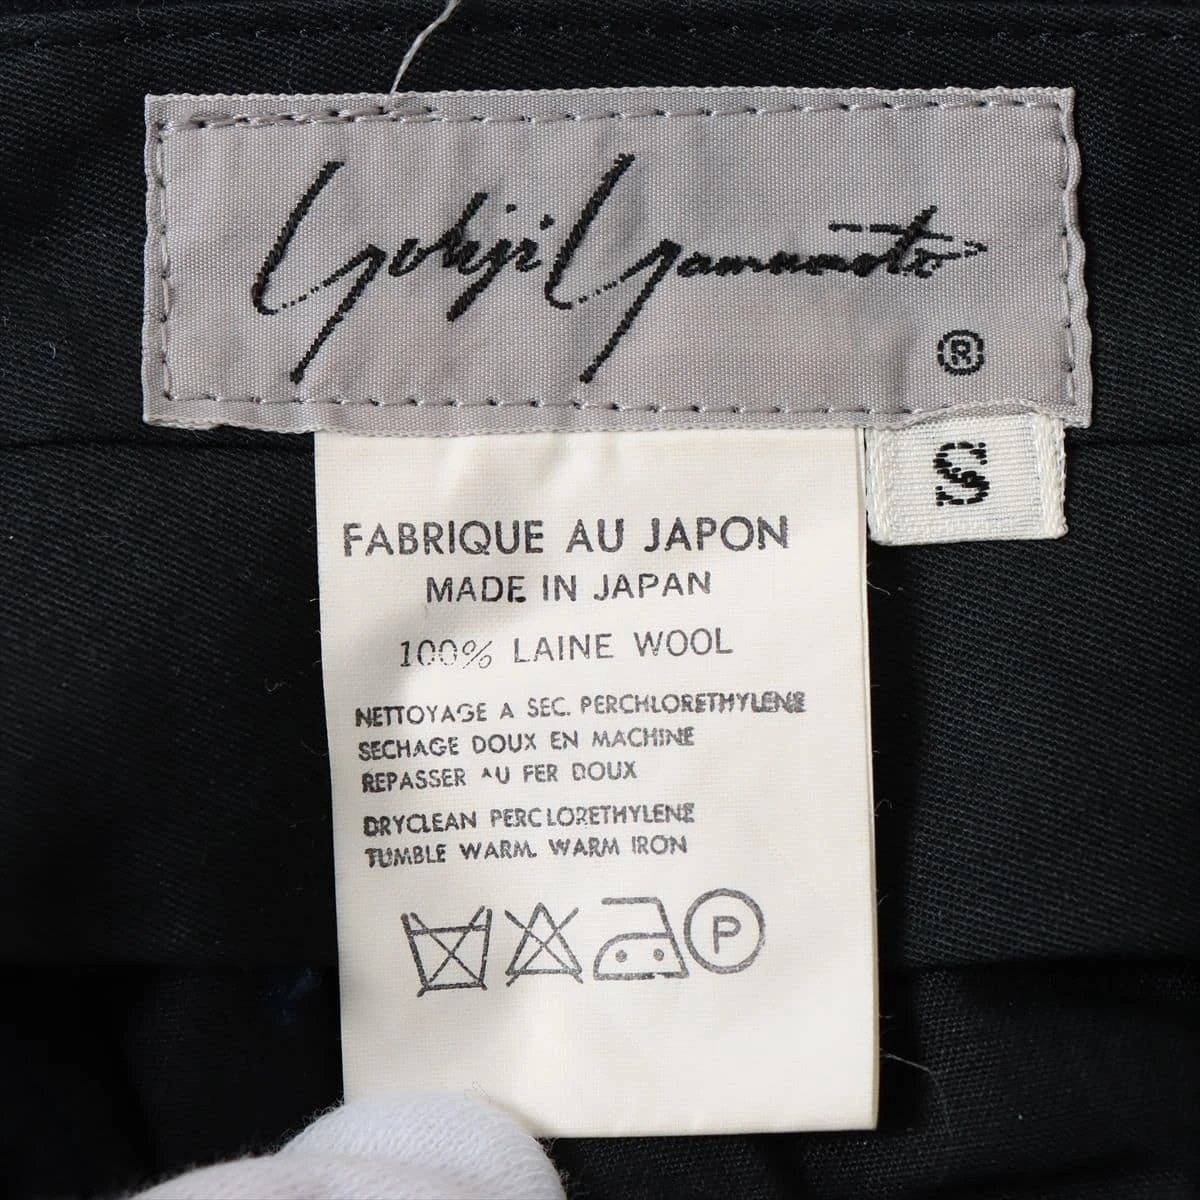 Yohji Yamamoto
®
S
FABRIQUE AU JAPON
MADE IN JAPAN
100% LAINE WOOL
NETTOYAGE A SEC. PERCHLORETHYLENE
SECHAGE DOUX EN MACHINE
REPASSER AU FER DOUX
DRYCLEAN PERCLORETHYLENE
TUMBLE WARM. WARM IRON
P